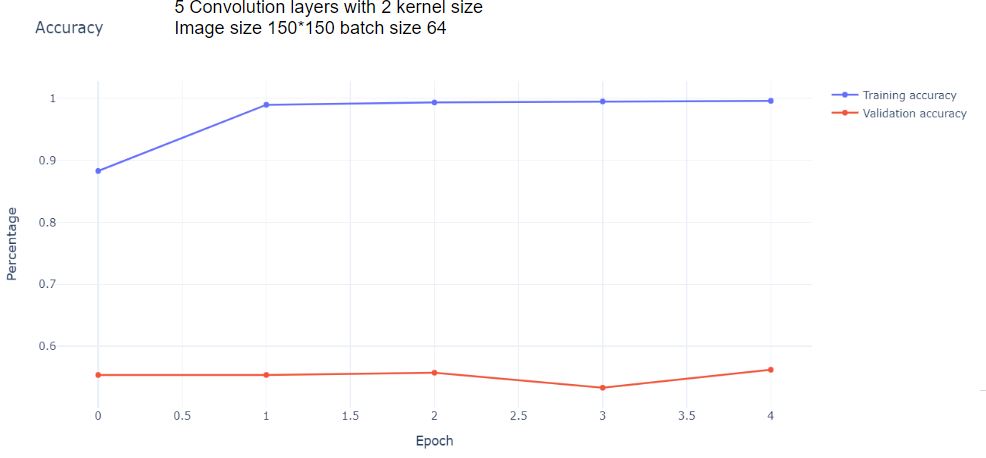 5 Convolution layers with 2 kernel size
Accuracy
Image size 150*150 batch size 64
1
0.9
0.8
0.7
0.6
Percentage
0 0.5 1 1.5 2 2.5 3 3.5 4
Epoch
Training accuracy
Validation accuracy